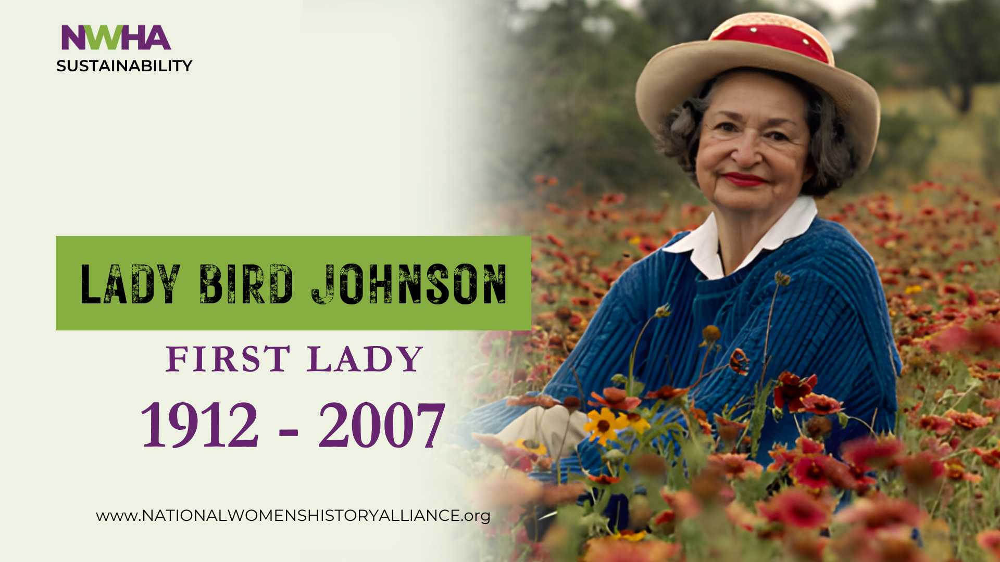 NWHA
SUSTAINABILITY
LADY BIRD JOHNSON
FIRST LADY
1912 - 2007
www.NATIONALWOMENSHISTORYALLIANCE.org